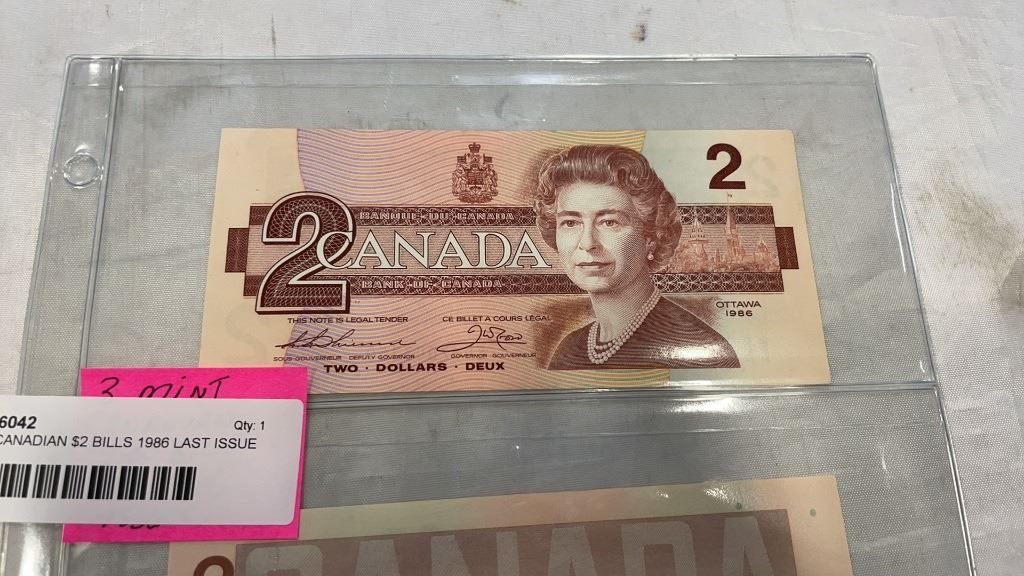 2
BANQUE · DU · CANADA
2 CANADA
BANK · OF · CANADA
OTTAWA
1986
THIS NOTE IS LEGAL TENDER
CE BILLET A COURS LÉGAL
SOUS-GOUVERNEUR DEPUTY GOVERNOR
GOVERNOR - GOUVERNEUR
TWO · DOLLARS · DEUX
3 MINT
6042 Qty: 1
CANADIAN $2 BILLS 1986 LAST ISSUE
2
CANADA